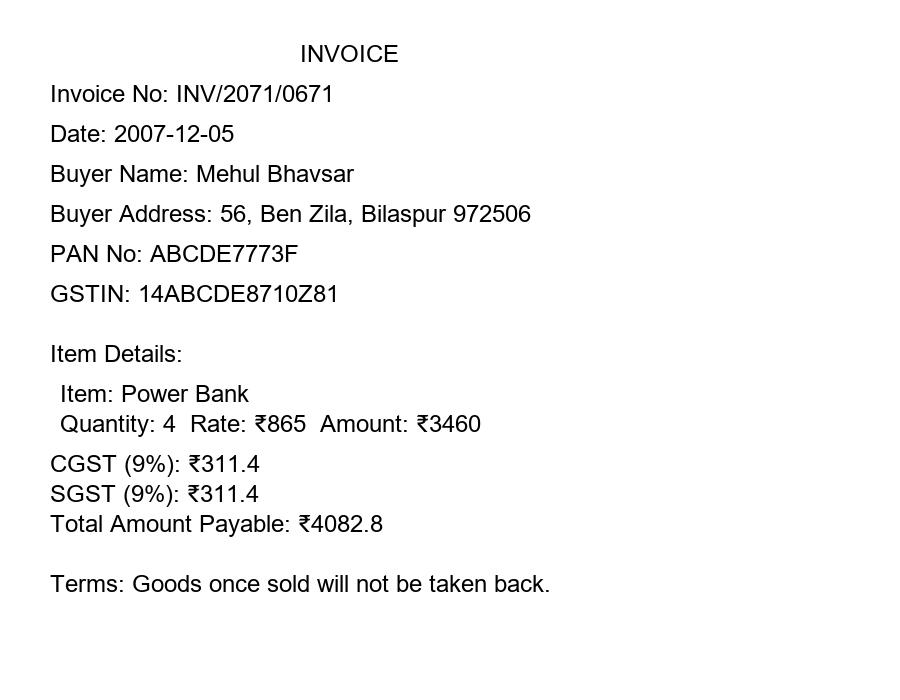 INVOICE
Invoice No: INV/2071/0671
Date: 2007-12-05
Buyer Name: Mehul Bhavsar
Buyer Address: 56, Ben Zila, Bilaspur 972506
PAN No: ABCDE7773F
GSTIN: 14ABCDE8710Z81
Item Details:
Item: Power Bank
Quantity: 4  Rate: ₹865  Amount: ₹3460
CGST (9%): ₹311.4
SGST (9%): ₹311.4
Total Amount Payable: ₹4082.8
Terms: Goods once sold will not be taken back.